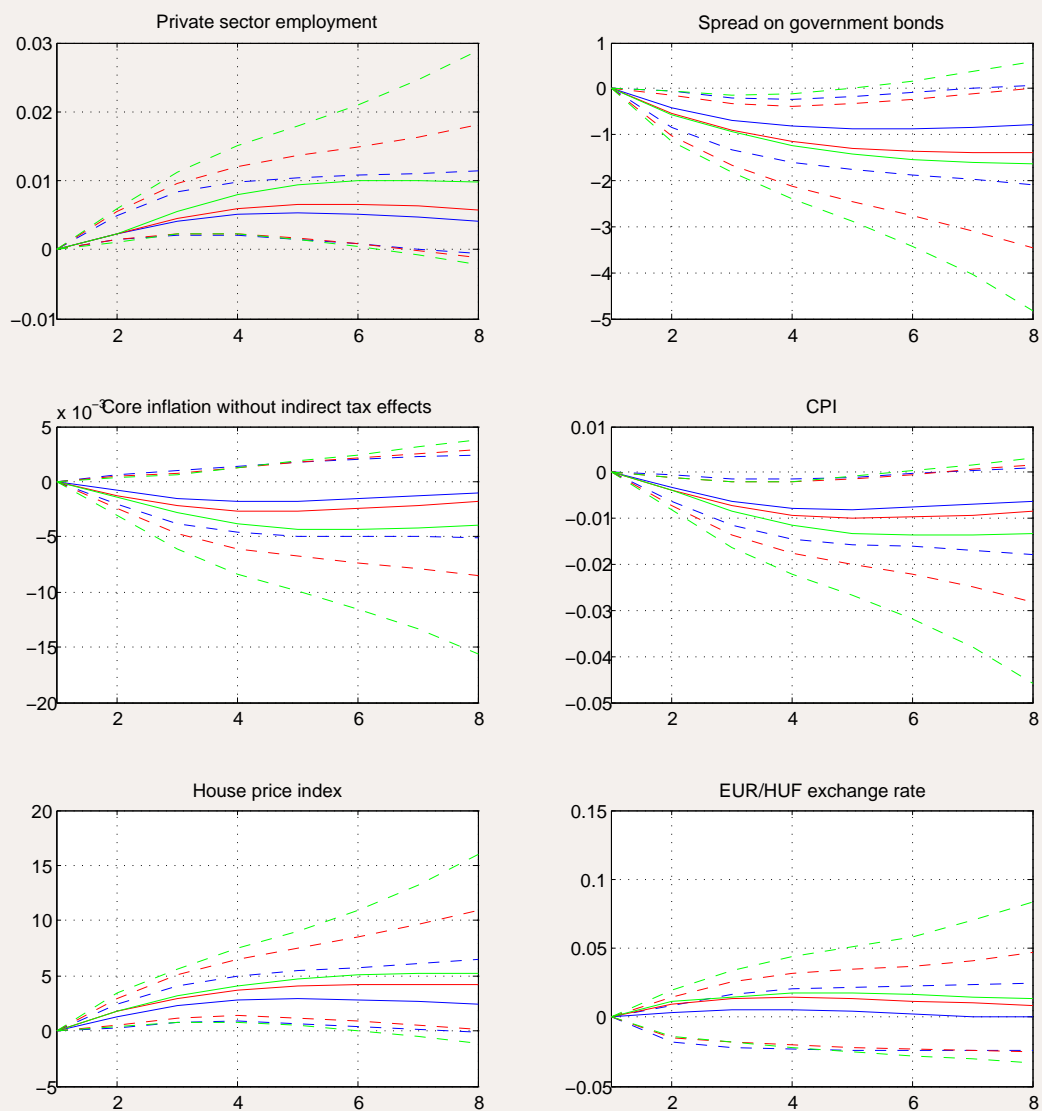 Private sector employment
0.03
0.02
0.01
0
−0.01
2 4 6 8
Spread on government bonds
1
0
−1
−2
−3
−4
−5
2 4 6 8
Core inflation without indirect tax effects
x 10−3
5
0
−5
−10
−15
−20
2 4 6 8
CPI
0.01
0
−0.01
−0.02
−0.03
−0.04
−0.05
2 4 6 8
House price index
20
15
10
5
0
−5
2 4 6 8
EUR/HUF exchange rate
0.15
0.1
0.05
0
−0.05
2 4 6 8